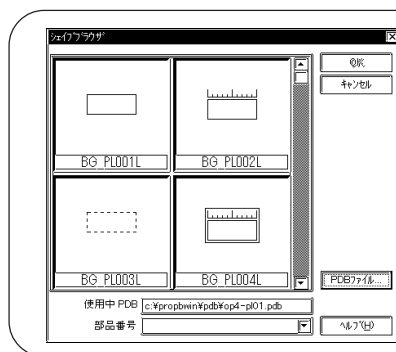 ｼｪｲﾌﾟﾌﾞﾗｳｻﾞ
OK
ｷｬﾝｾﾙ
BG_PL001L
BG_PL002L
BG_PL003L
BG_PL004L
PDBﾌｧｲﾙ...
使用中 PDB
c:¥propbwin¥pdb¥op4-pl01.pdb
部品番号
ﾍﾙﾌﾟ(H)